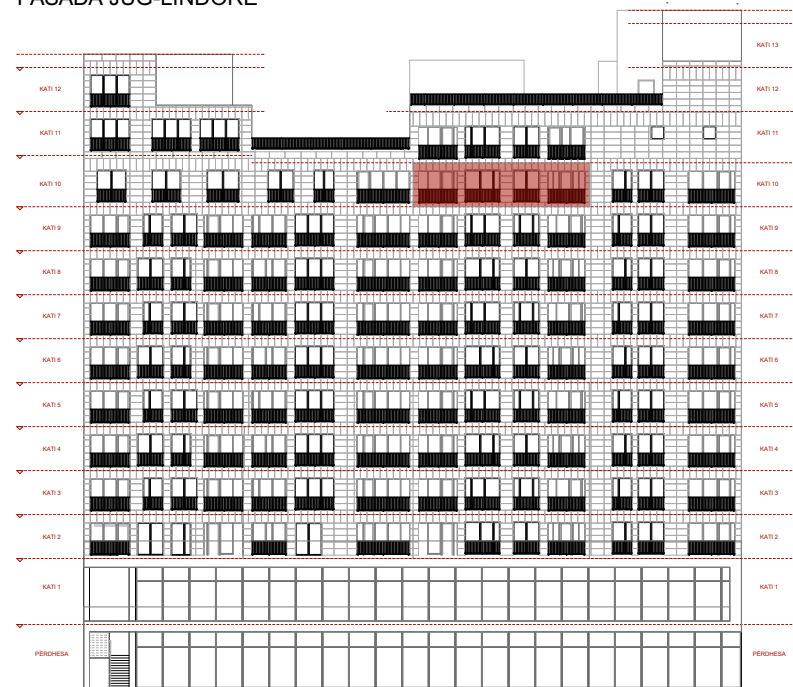 FASADA JUG-LINDORE
KATI 13
KATI 12 KATI 12
KATI 11 KATI 11
KATI 10 KATI 10
KATI 9 KATI 9
KATI 8 KATI 8
KATI 7 KATI 7
KATI 6 KATI 6
KATI 5 KATI 5
KATI 4 KATI 4
KATI 3 KATI 3
KATI 2 KATI 2
KATI 1 KATI 1
PËRDHESA PËRDHESA